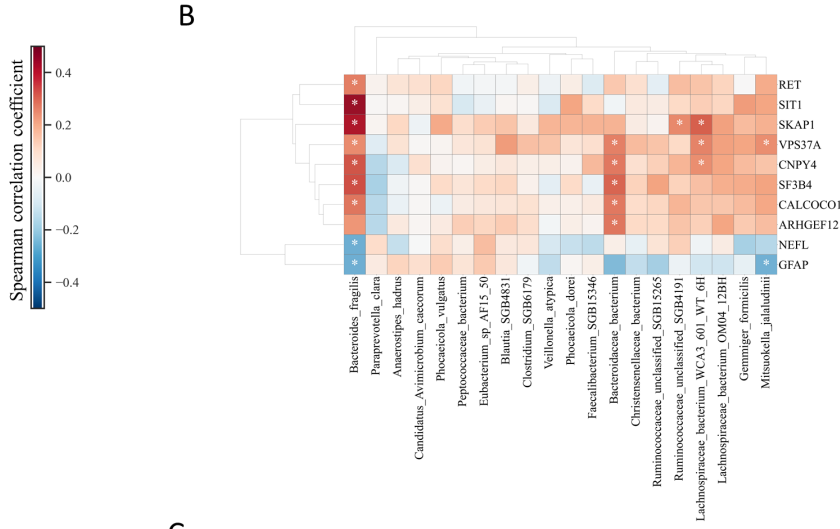 B
Spearman correlation coefficient
0.4
0.2
0.0
−0.2
−0.4
*
RET
*
SIT1
* * *
SKAP1
* * * *
VPS37A
* * *
CNPY4
* *
SF3B4
* *
CALCOCO1
*
ARHGEF12
*
NEFL
* *
GFAP
Bacteroides_fragilis
Paraprevotella_clara
Anaerostipes_hadrus
Candidatus_Avimicrobium_caecorum
Phocaeicola_vulgatus
Peptococcaceae_bacterium
Eubacterium_sp_AF15_50
Blautia_SGB4831
Clostridium_SGB6179
Veillonella_atypica
Phocaeicola_dorei
Faecalibacterium_SGB15346
Bacteroidaceae_bacterium
Christensenellaceae_bacterium
Ruminococcaceae_unclassified_SGB15265
Ruminococcaceae_unclassified_SGB4191
Lachnospiraceae_bacterium_WCA3_601_WT_6H
Lachnospiraceae_bacterium_OM04_12BH
Gemmiger_formicilis
Mitsuokella_jalaludinii